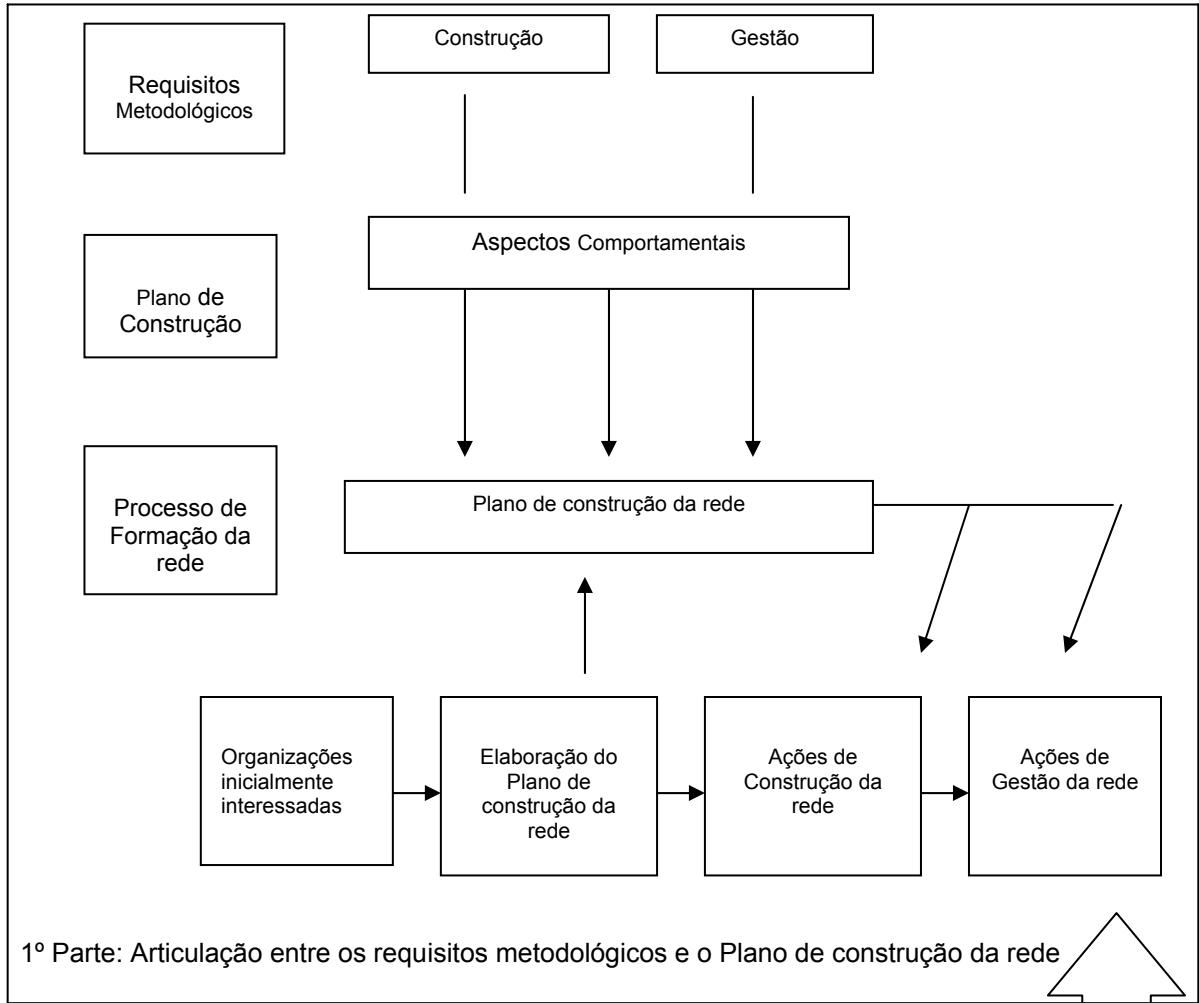 Construção
Gestão
Requisitos
Metodológicos
Aspectos Comportamentais
Plano de
Construção
Processo de
Formação da
rede
Plano de construção da rede
Organizações
inicialmente
interessadas
Elaboração do
Plano de
construção da
rede
Ações de
Construção da
rede
Ações de
Gestão da rede
1º Parte: Articulação entre os requisitos metodológicos e o Plano de construção da rede